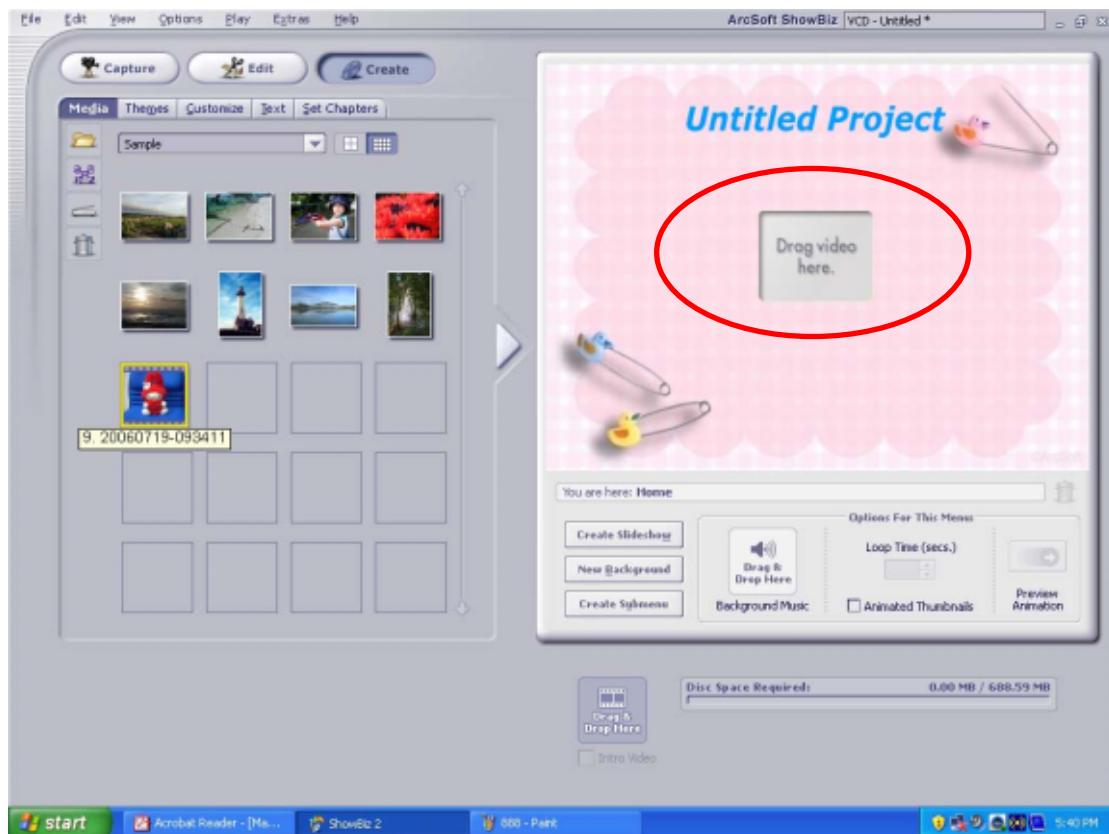 File Edit View Options Play Extras Help
ArcSoft ShowBiz VCD - Untitled *
Capture Edit Create
Media Themes Customize Text Set Chapters
Sample
9. 20060719-093411
Untitled Project
Drag video
here.
You are here: Home
Create Slideshow
New Background
Create Submenu
Drag &
Drop Here
Background Music
Options For This Menu
Loop Time (secs.)
Animated Thumbnails
Preview
Animation
Drag &
Drop Here
Intro Video
Disc Space Required: 0.00 MB / 688.59 MB
start Acrobat Reader - [Ma... ShowBiz 2 888 - Paint 5:40 PM